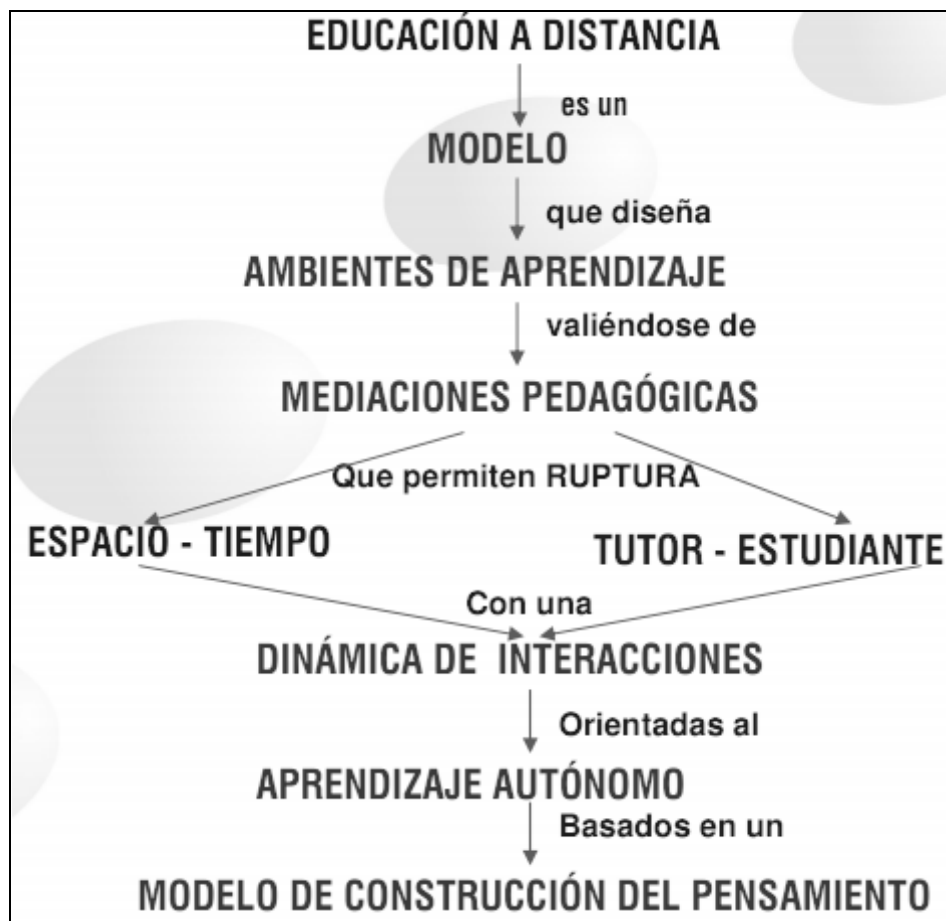 EDUCACIÓN A DISTANCIA
es un
MODELO
que diseña
AMBIENTES DE APRENDIZAJE
valiéndose de
MEDIACIONES PEDAGÓGICAS
Que permiten RUPTURA
ESPACIO - TIEMPO
TUTOR - ESTUDIANTE
Con una
DINÁMICA DE INTERACCIONES
Orientadas al
APRENDIZAJE AUTÓNOMO
Basados en un
MODELO DE CONSTRUCCIÓN DEL PENSAMIENTO